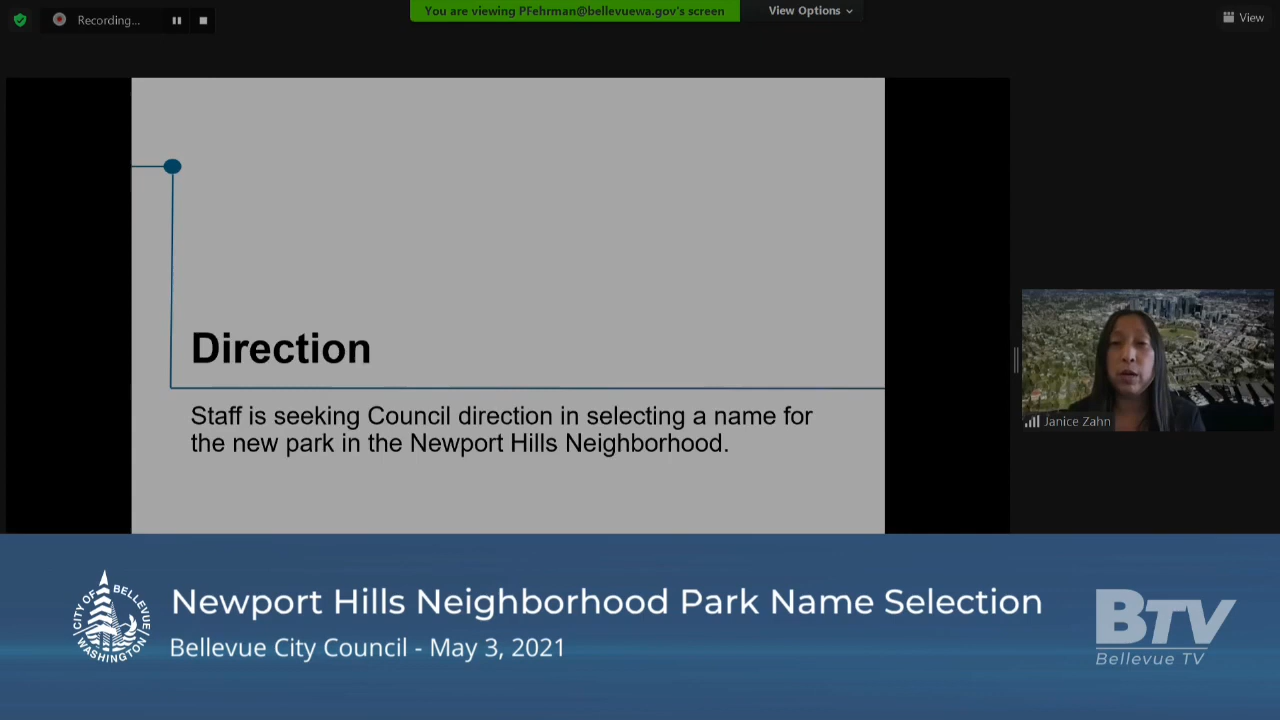 Recording...
You are viewing PFehrman@bellevuewa.gov's screen
View Options
View
Direction
Staff is seeking Council direction in selecting a name for
the new park in the Newport Hills Neighborhood.
Janice Zahn
CITY OF BELLEVUE
WASHINGTON
Newport Hills Neighborhood Park Name Selection
Bellevue City Council - May 3, 2021
BTV
Bellevue TV